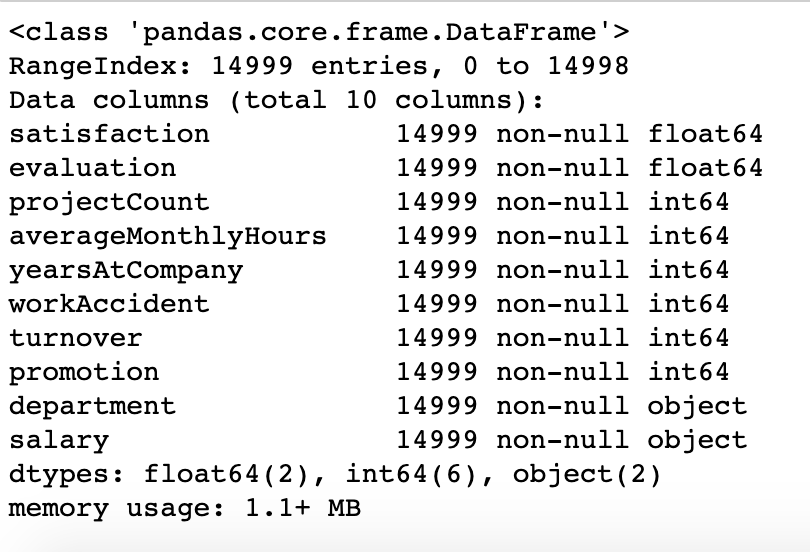 <class 'pandas.core.frame.DataFrame'>
RangeIndex: 14999 entries, 0 to 14998
Data columns (total 10 columns):
satisfaction           14999 non-null float64
evaluation             14999 non-null float64
projectCount           14999 non-null int64
averageMonthlyHours    14999 non-null int64
yearsAtCompany         14999 non-null int64
workAccident           14999 non-null int64
turnover               14999 non-null int64
promotion              14999 non-null int64
department             14999 non-null object
salary                 14999 non-null object
dtypes: float64(2), int64(6), object(2)
memory usage: 1.1+ MB